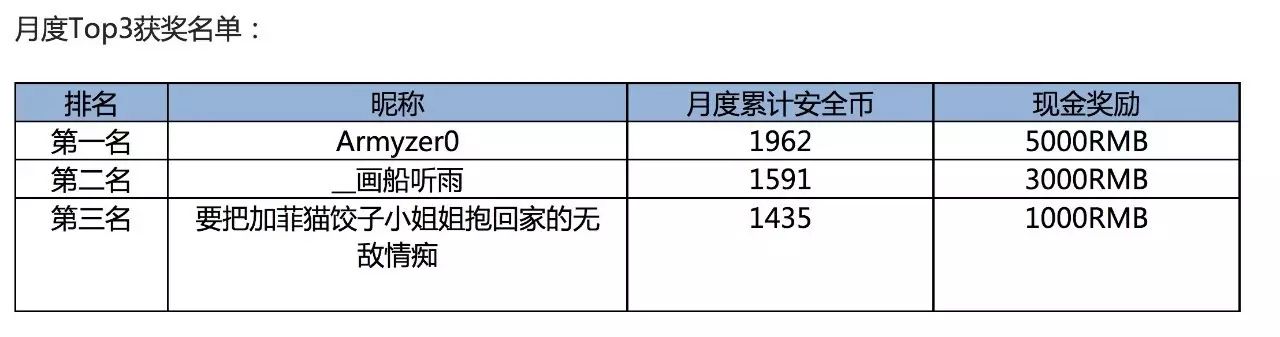 月度Top3获奖名单：
排名 昵称 月度累计安全币 现金奖励
第一名 Armyzer0 1962 5000RMB
第二名 __画船听雨 1591 3000RMB
第三名 要把加菲猫饺子小姐姐抱回家的无 1435 1000RMB
敌情痴